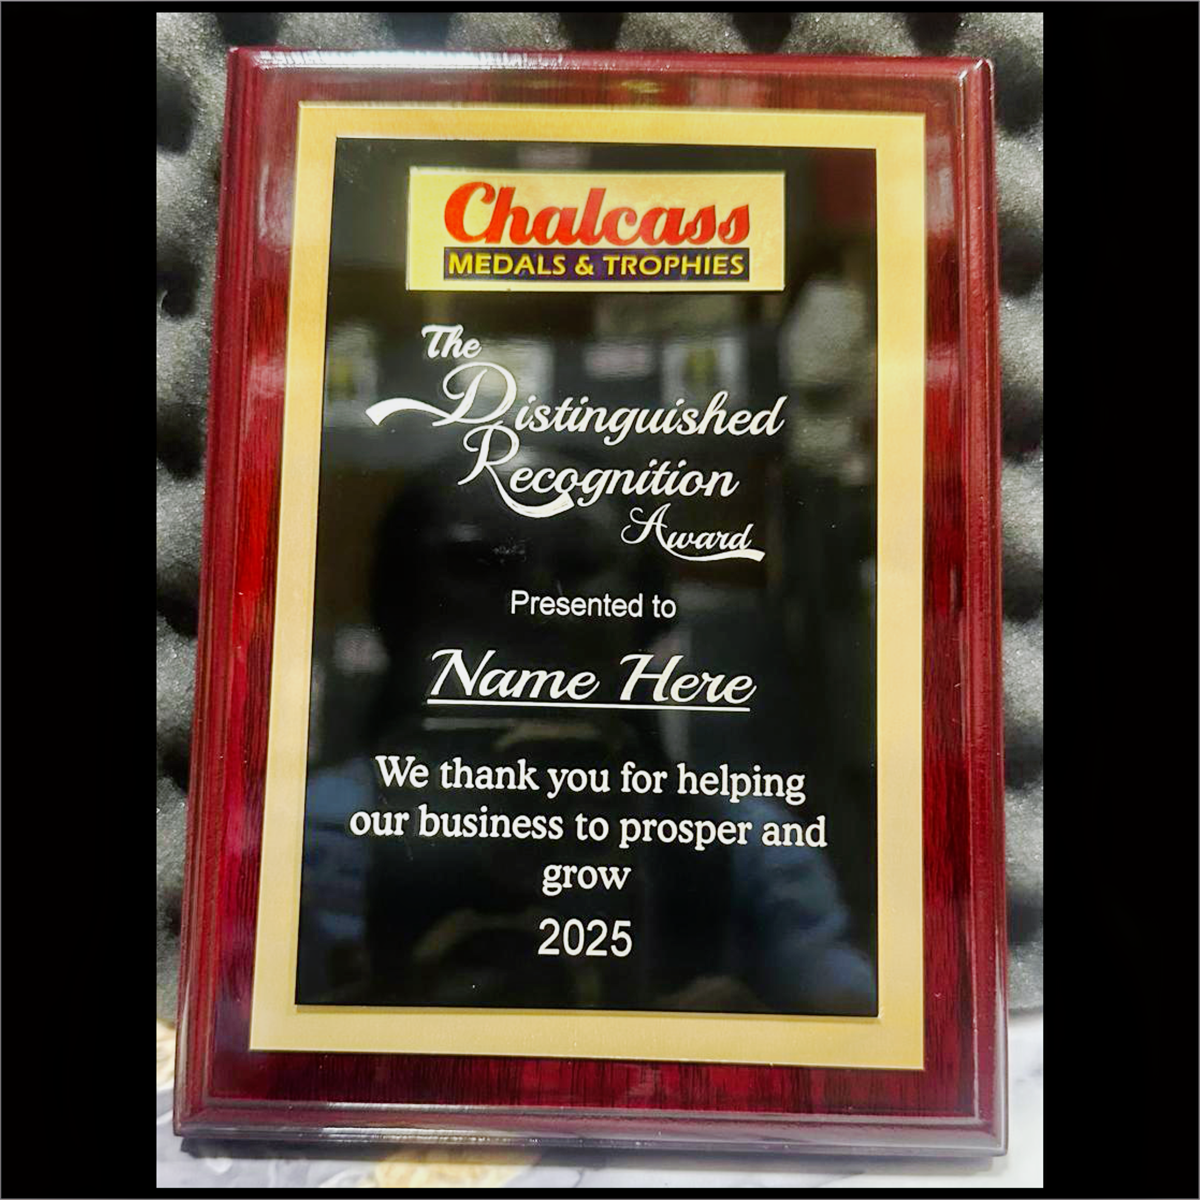 Chalcass
MEDALS & TROPHIES
The
Distinguished
Recognition
Award
Presented to
Name Here
We thank you for helping
our business to prosper and
grow
2025